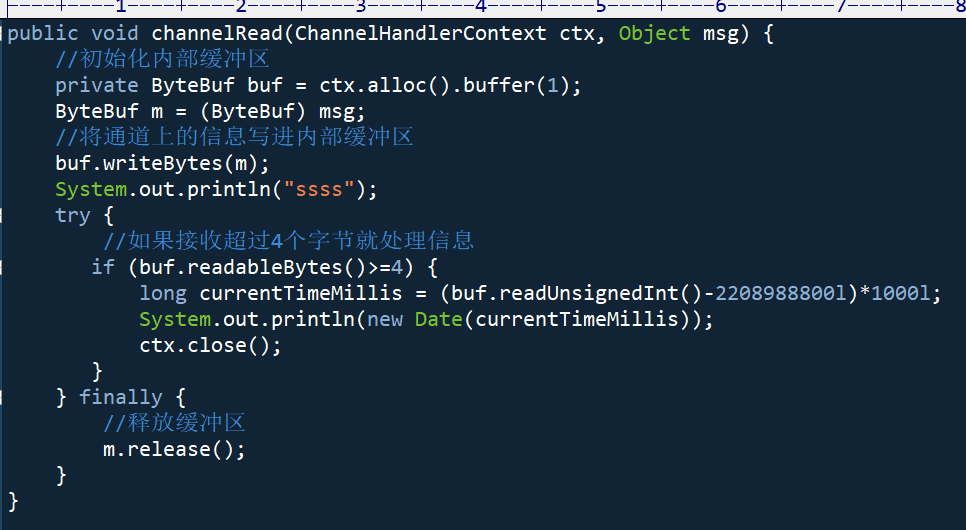 ----+----1----+----2----+----3----+----4----+----5----+----6----+----7----+----8
public void channelRead(ChannelHandlerContext ctx, Object msg) {
    //初始化内部缓冲区
    private ByteBuf buf = ctx.alloc().buffer(1);
    ByteBuf m = (ByteBuf) msg;
    //将通道上的信息写进内部缓冲区
    buf.writeBytes(m);
    System.out.println("ssss");
    try {
        //如果接收超过4个字节就处理信息
       if (buf.readableBytes()>=4) {
           long currentTimeMillis = (buf.readUnsignedInt()-2208988800l)*1000l;
           System.out.println(new Date(currentTimeMillis));
           ctx.close();
       }
    } finally {
        //释放缓冲区
        m.release();
    }
}